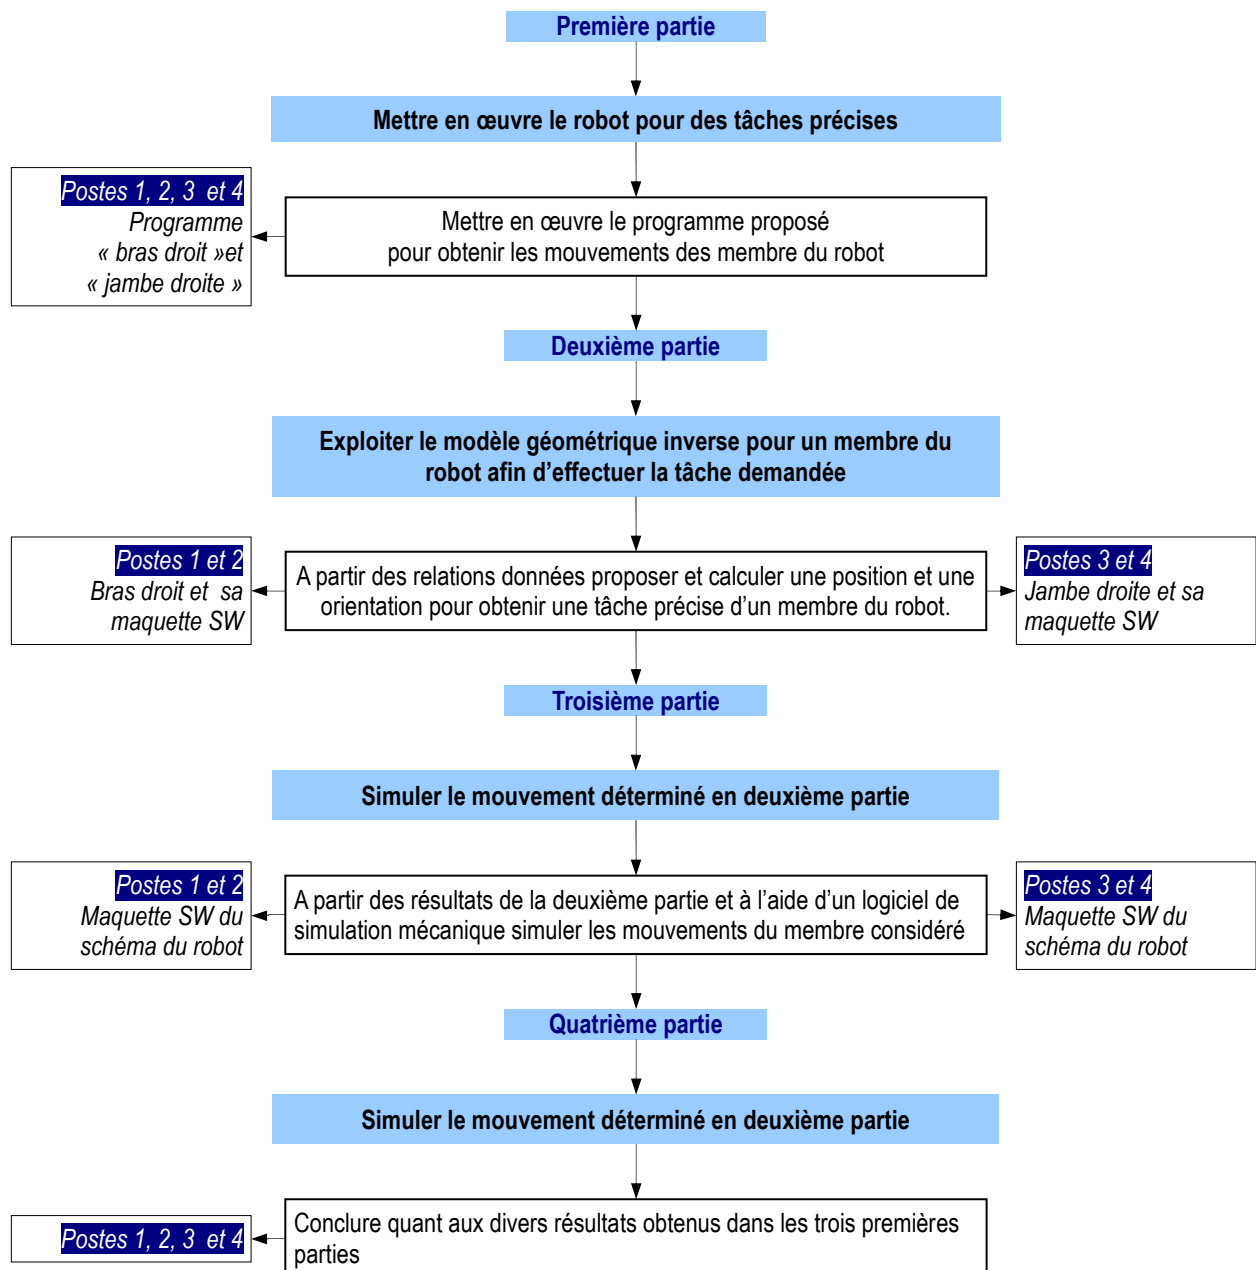 Première partie
Mettre en œuvre le robot pour des tâches précises
Postes 1, 2, 3 et 4
Programme
« bras droit »et
« jambe droite »
Mettre en œuvre le programme proposé
pour obtenir les mouvements des membre du robot
Deuxième partie
Exploiter le modèle géométrique inverse pour un membre du
robot afin d’effectuer la tâche demandée
Postes 1 et 2
Bras droit et sa
maquette SW
A partir des relations données proposer et calculer une position et une
orientation pour obtenir une tâche précise d’un membre du robot.
Postes 3 et 4
Jambe droite et sa
maquette SW
Troisième partie
Simuler le mouvement déterminé en deuxième partie
Postes 1 et 2
Maquette SW du
schéma du robot
A partir des résultats de la deuxième partie et à l’aide d’un logiciel de
simulation mécanique simuler les mouvements du membre considéré
Postes 3 et 4
Maquette SW du
schéma du robot
Quatrième partie
Simuler le mouvement déterminé en deuxième partie
Postes 1, 2, 3 et 4
Conclure quant aux divers résultats obtenus dans les trois premières
parties